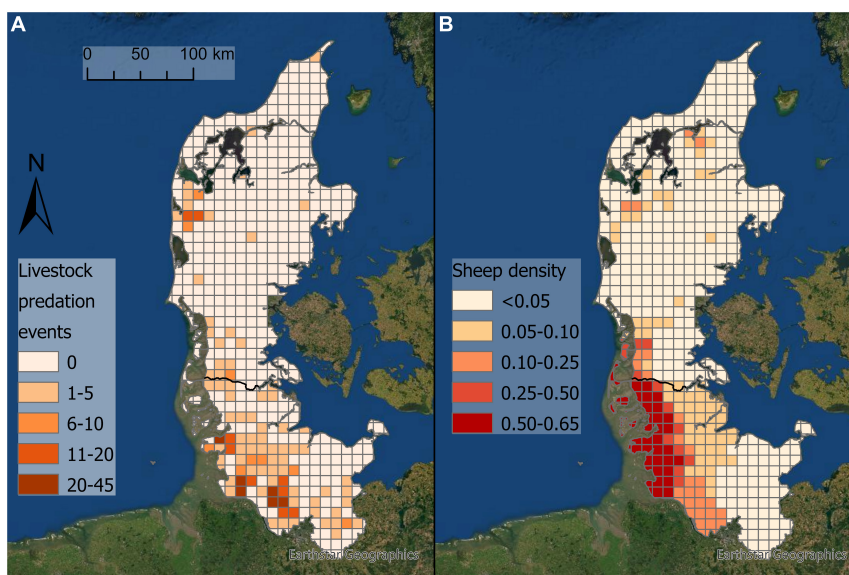 A
0 50 100 km
N
Livestock
predation
events
0
1-5
6-10
11-20
20-45
Earthstar Geographics
B
Sheep density
<0.05
0.05-0.10
0.10-0.25
0.25-0.50
0.50-0.65
Earthstar Geographics